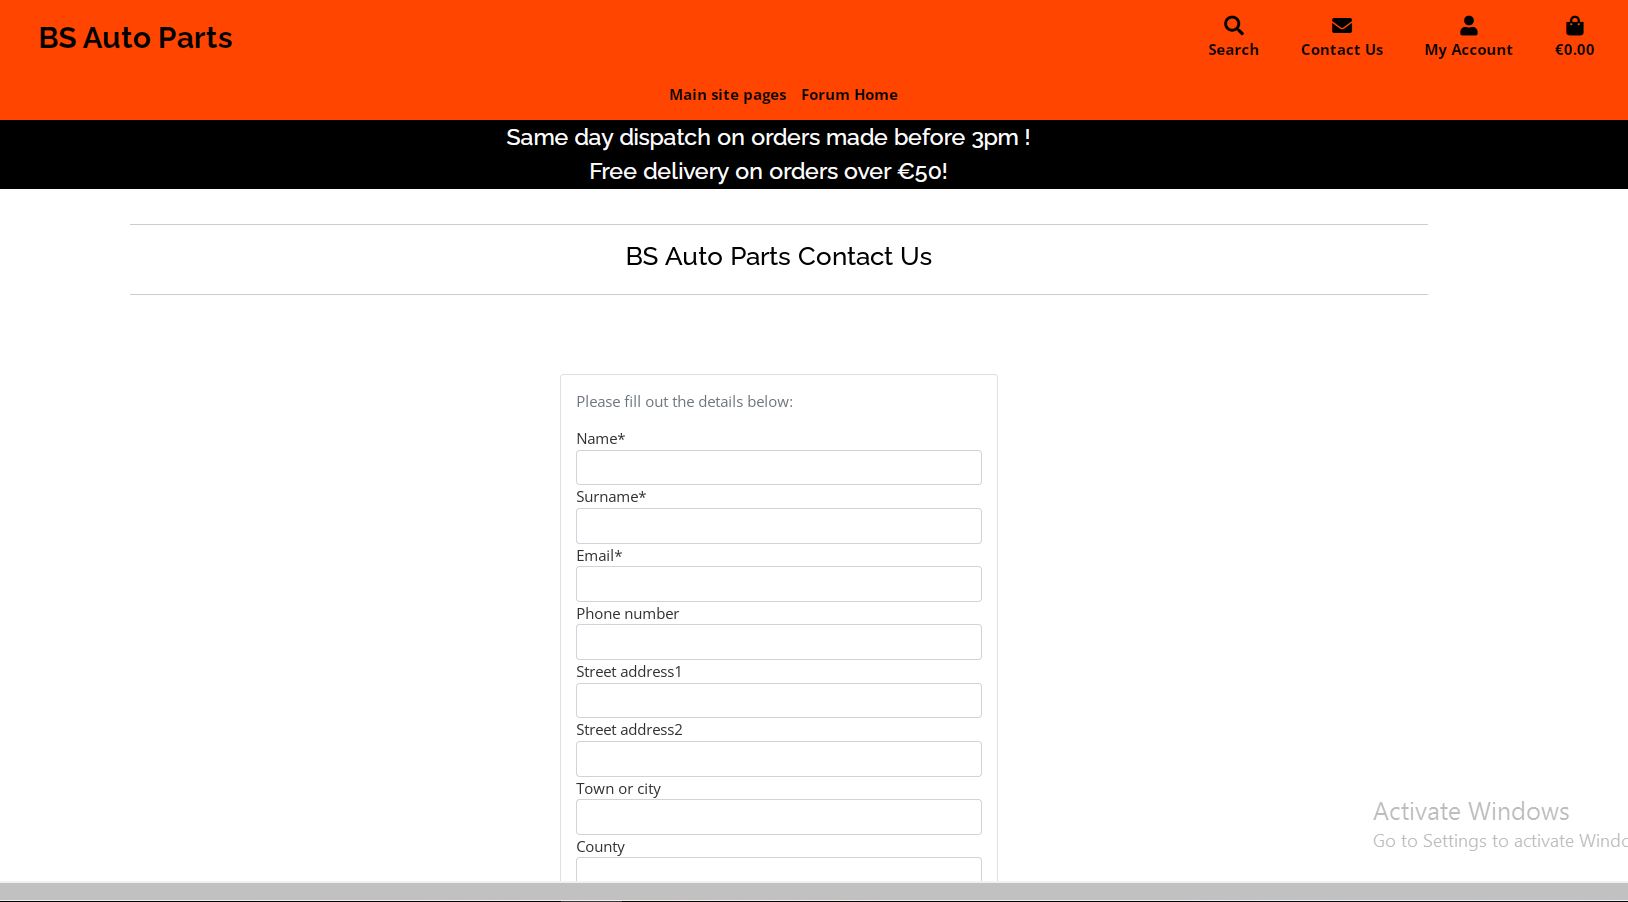 BS Auto Parts
Search
Contact Us
My Account
€0.00
Main site pages
Forum Home
Same day dispatch on orders made before 3pm !
Free delivery on orders over €50!
BS Auto Parts Contact Us
Please fill out the details below:
Name*
Surname*
Email*
Phone number
Street address1
Street address2
Town or city
County
Activate Windows
Go to Settings to activate